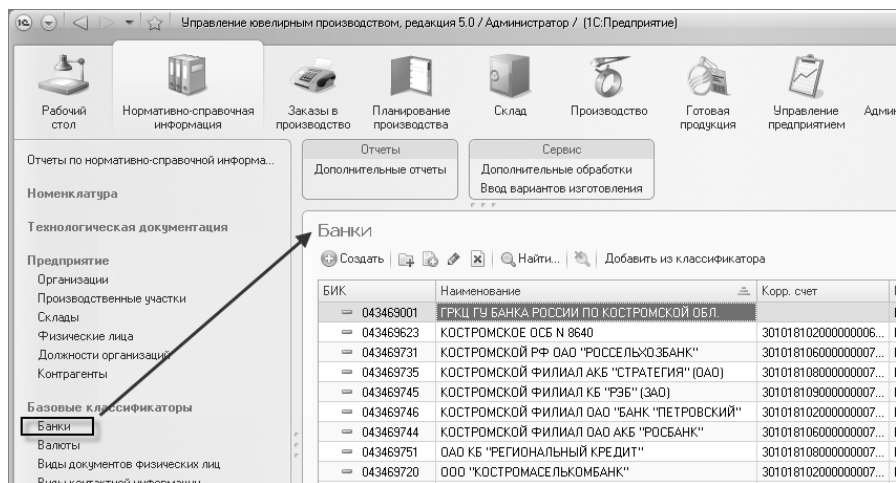 Управление ювелирным производством, редакция 5.0 / Администратор / (1С:Предприятие)
Рабочий стол
Нормативно-справочная информация
Заказы в производство
Планирование производства
Склад
Производство
Готовая продукция
Управление предприятием
Отчеты по нормативно-справочной информа...
Номенклатура
Технологическая документация
Предприятие
Организации
Производственные участки
Склады
Физические лица
Должности организаций
Контрагенты
Базовые классификаторы
Банки
Валюты
Виды документов физических лиц
Виды контактной информации
Отчеты
Дополнительные отчеты
Сервис
Дополнительные обработки
Ввод вариантов изготовления
Банки
Создать Найти... Добавить из классификатора
БИК Наименование Корр. счет
043469001 ГРКЦ ГУ БАНКА РОССИИ ПО КОСТРОМСКОЙ ОБЛ.
043469623 КОСТРОМСКОЕ ОСБ N 8640 301018102000000006...
043469731 КОСТРОМСКОЙ РФ ОАО "РОССЕЛЬХОЗБАНК" 301018106000000007...
043469735 КОСТРОМСКОЙ ФИЛИАЛ АКБ "СТРАТЕГИЯ" (ОАО) 301018108000000007...
043469745 КОСТРОМСКОЙ ФИЛИАЛ КБ "РЭБ" (ЗАО) 301018109000000007...
043469746 КОСТРОМСКОЙ ФИЛИАЛ ОАО "БАНК "ПЕТРОВСКИЙ" 301018102000000007...
043469744 КОСТРОМСКОЙ ФИЛИАЛ ОАО АКБ "РОСБАНК" 301018106000000007...
043469751 ОАО КБ "РЕГИОНАЛЬНЫЙ КРЕДИТ" 301018108000000007...
043469720 ООО "КОСТРОМАСЕЛЬКОМБАНК" 301018102000000007...